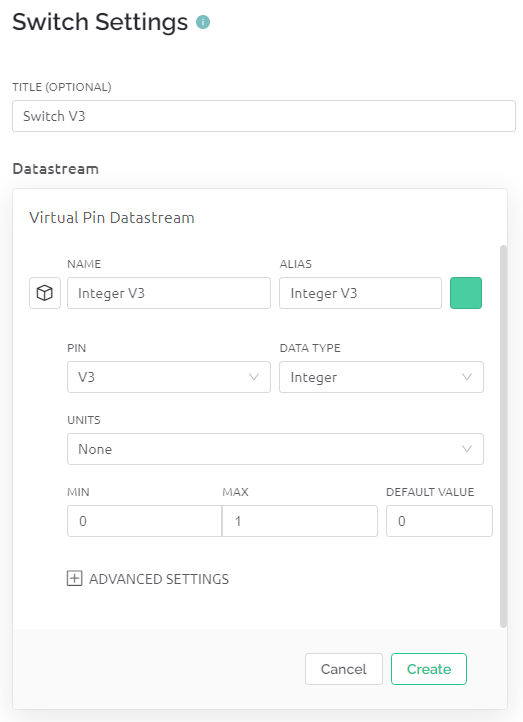 Switch Settings
TITLE (OPTIONAL)
Switch V3
Datastream
Virtual Pin Datastream
NAME ALIAS
Integer V3 Integer V3
PIN DATA TYPE
V3 Integer
UNITS
None
MIN MAX DEFAULT VALUE
0 1 0
ADVANCED SETTINGS
Cancel Create